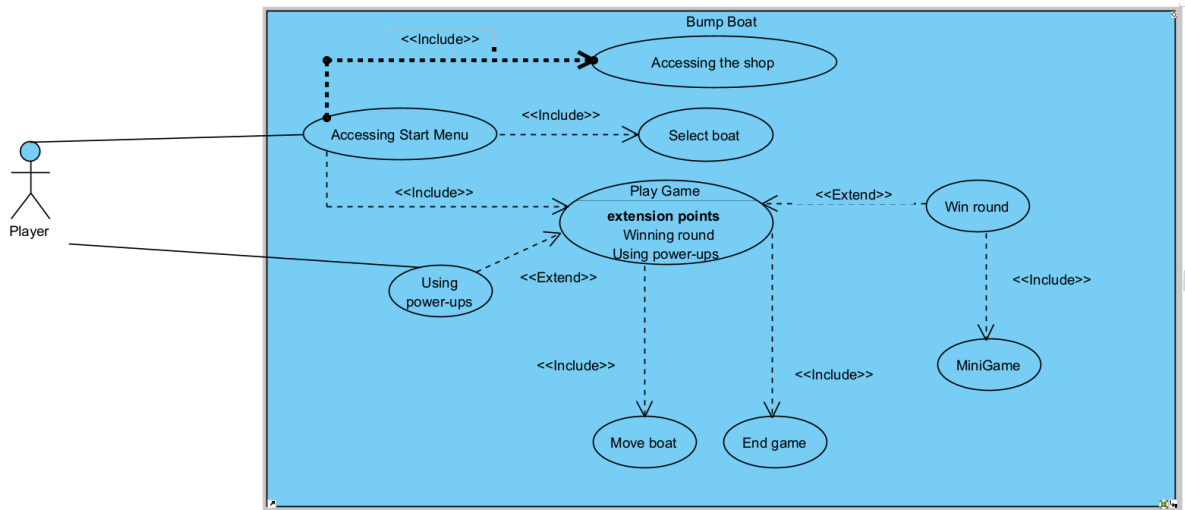 Bump Boat
<<Include>>
Accessing the shop
Accessing Start Menu
<<Include>>
Select boat
Player
<<Include>>
Play Game
extension points
Winning round
Using power-ups
<<Extend>>
Win round
Using
power-ups
<<Extend>>
<<Include>>
<<Include>>
<<Include>>
MiniGame
Move boat
End game